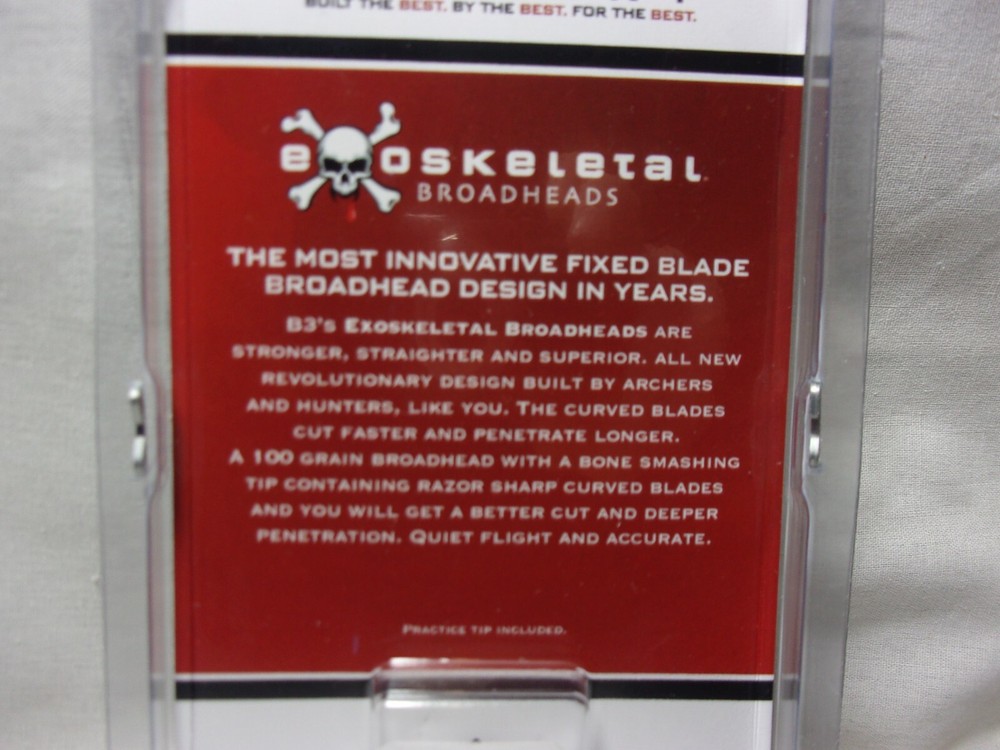 BUILT THE BEST. BY THE BEST. FOR THE BEST.
exoskeletal
BROADHEADS
THE MOST INNOVATIVE FIXED BLADE
BROADHEAD DESIGN IN YEARS.
B3's EXOSKELETAL BROADHEADS ARE
STRONGER, STRAIGHTER AND SUPERIOR. ALL NEW
REVOLUTIONARY DESIGN BUILT BY ARCHERS
AND HUNTERS, LIKE YOU. THE CURVED BLADES
CUT FASTER AND PENETRATE LONGER.
A 100 GRAIN BROADHEAD WITH A BONE SMASHING
TIP CONTAINING RAZOR SHARP CURVED BLADES
AND YOU WILL GET A BETTER CUT AND DEEPER
PENETRATION. QUIET FLIGHT AND ACCURATE.
PRACTICE TIP INCLUDED.